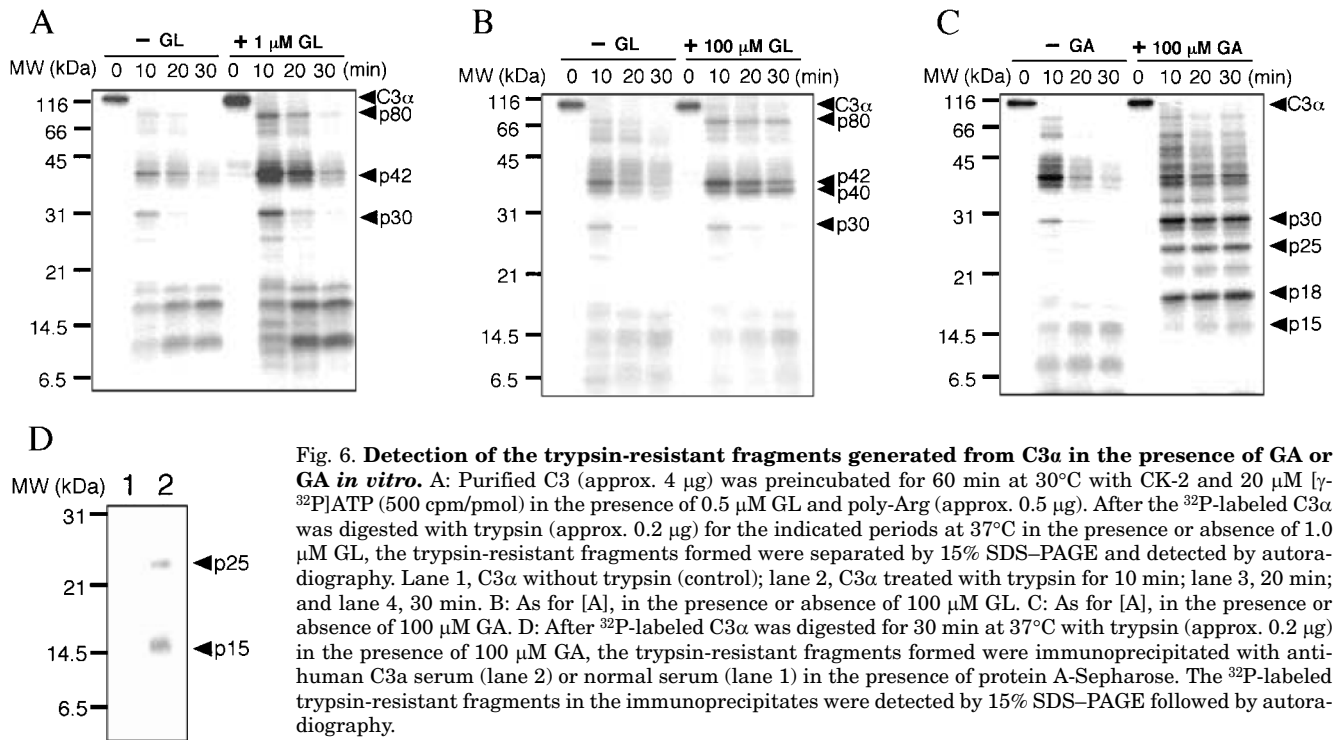 A
− GL + 1 µM GL
MW (kDa) 0 10 20 30 0 10 20 30 (min)
116
66
45
31
21
14.5
6.5
C3α
p80
p42
p30
B
− GL + 100 µM GL
MW (kDa) 0 10 20 30 0 10 20 30
116
66
45
31
21
14.5
6.5
C3α
p80
p42
p40
p30
C
− GA + 100 µM GA
MW (kDa) 0 10 20 30 0 10 20 30 (min)
116
66
45
31
21
14.5
6.5
C3α
p30
p25
p18
p15
D
MW (kDa) 1 2
31
21
14.5
6.5
p25
p15
Fig. 6. Detection of the trypsin-resistant fragments generated from C3α in the presence of GA or
GA in vitro. A: Purified C3 (approx. 4 µg) was preincubated for 60 min at 30°C with CK-2 and 20 µM [γ-
³²P]ATP (500 cpm/pmol) in the presence of 0.5 µM GL and poly-Arg (approx. 0.5 µg). After the ³²P-labeled C3α
was digested with trypsin (approx. 0.2 µg) for the indicated periods at 37°C in the presence or absence of 1.0
µM GL, the trypsin-resistant fragments formed were separated by 15% SDS–PAGE and detected by autora-
diography. Lane 1, C3α without trypsin (control); lane 2, C3α treated with trypsin for 10 min; lane 3, 20 min;
and lane 4, 30 min. B: As for [A], in the presence or absence of 100 µM GL. C: As for [A], in the presence or
absence of 100 µM GA. D: After ³²P-labeled C3α was digested for 30 min at 37°C with trypsin (approx. 0.2 µg)
in the presence of 100 µM GA, the trypsin-resistant fragments formed were immunoprecipitated with anti-
human C3a serum (lane 2) or normal serum (lane 1) in the presence of protein A-Sepharose. The ³²P-labeled
trypsin-resistant fragments in the immunoprecipitates were detected by 15% SDS–PAGE followed by autora-
diography.